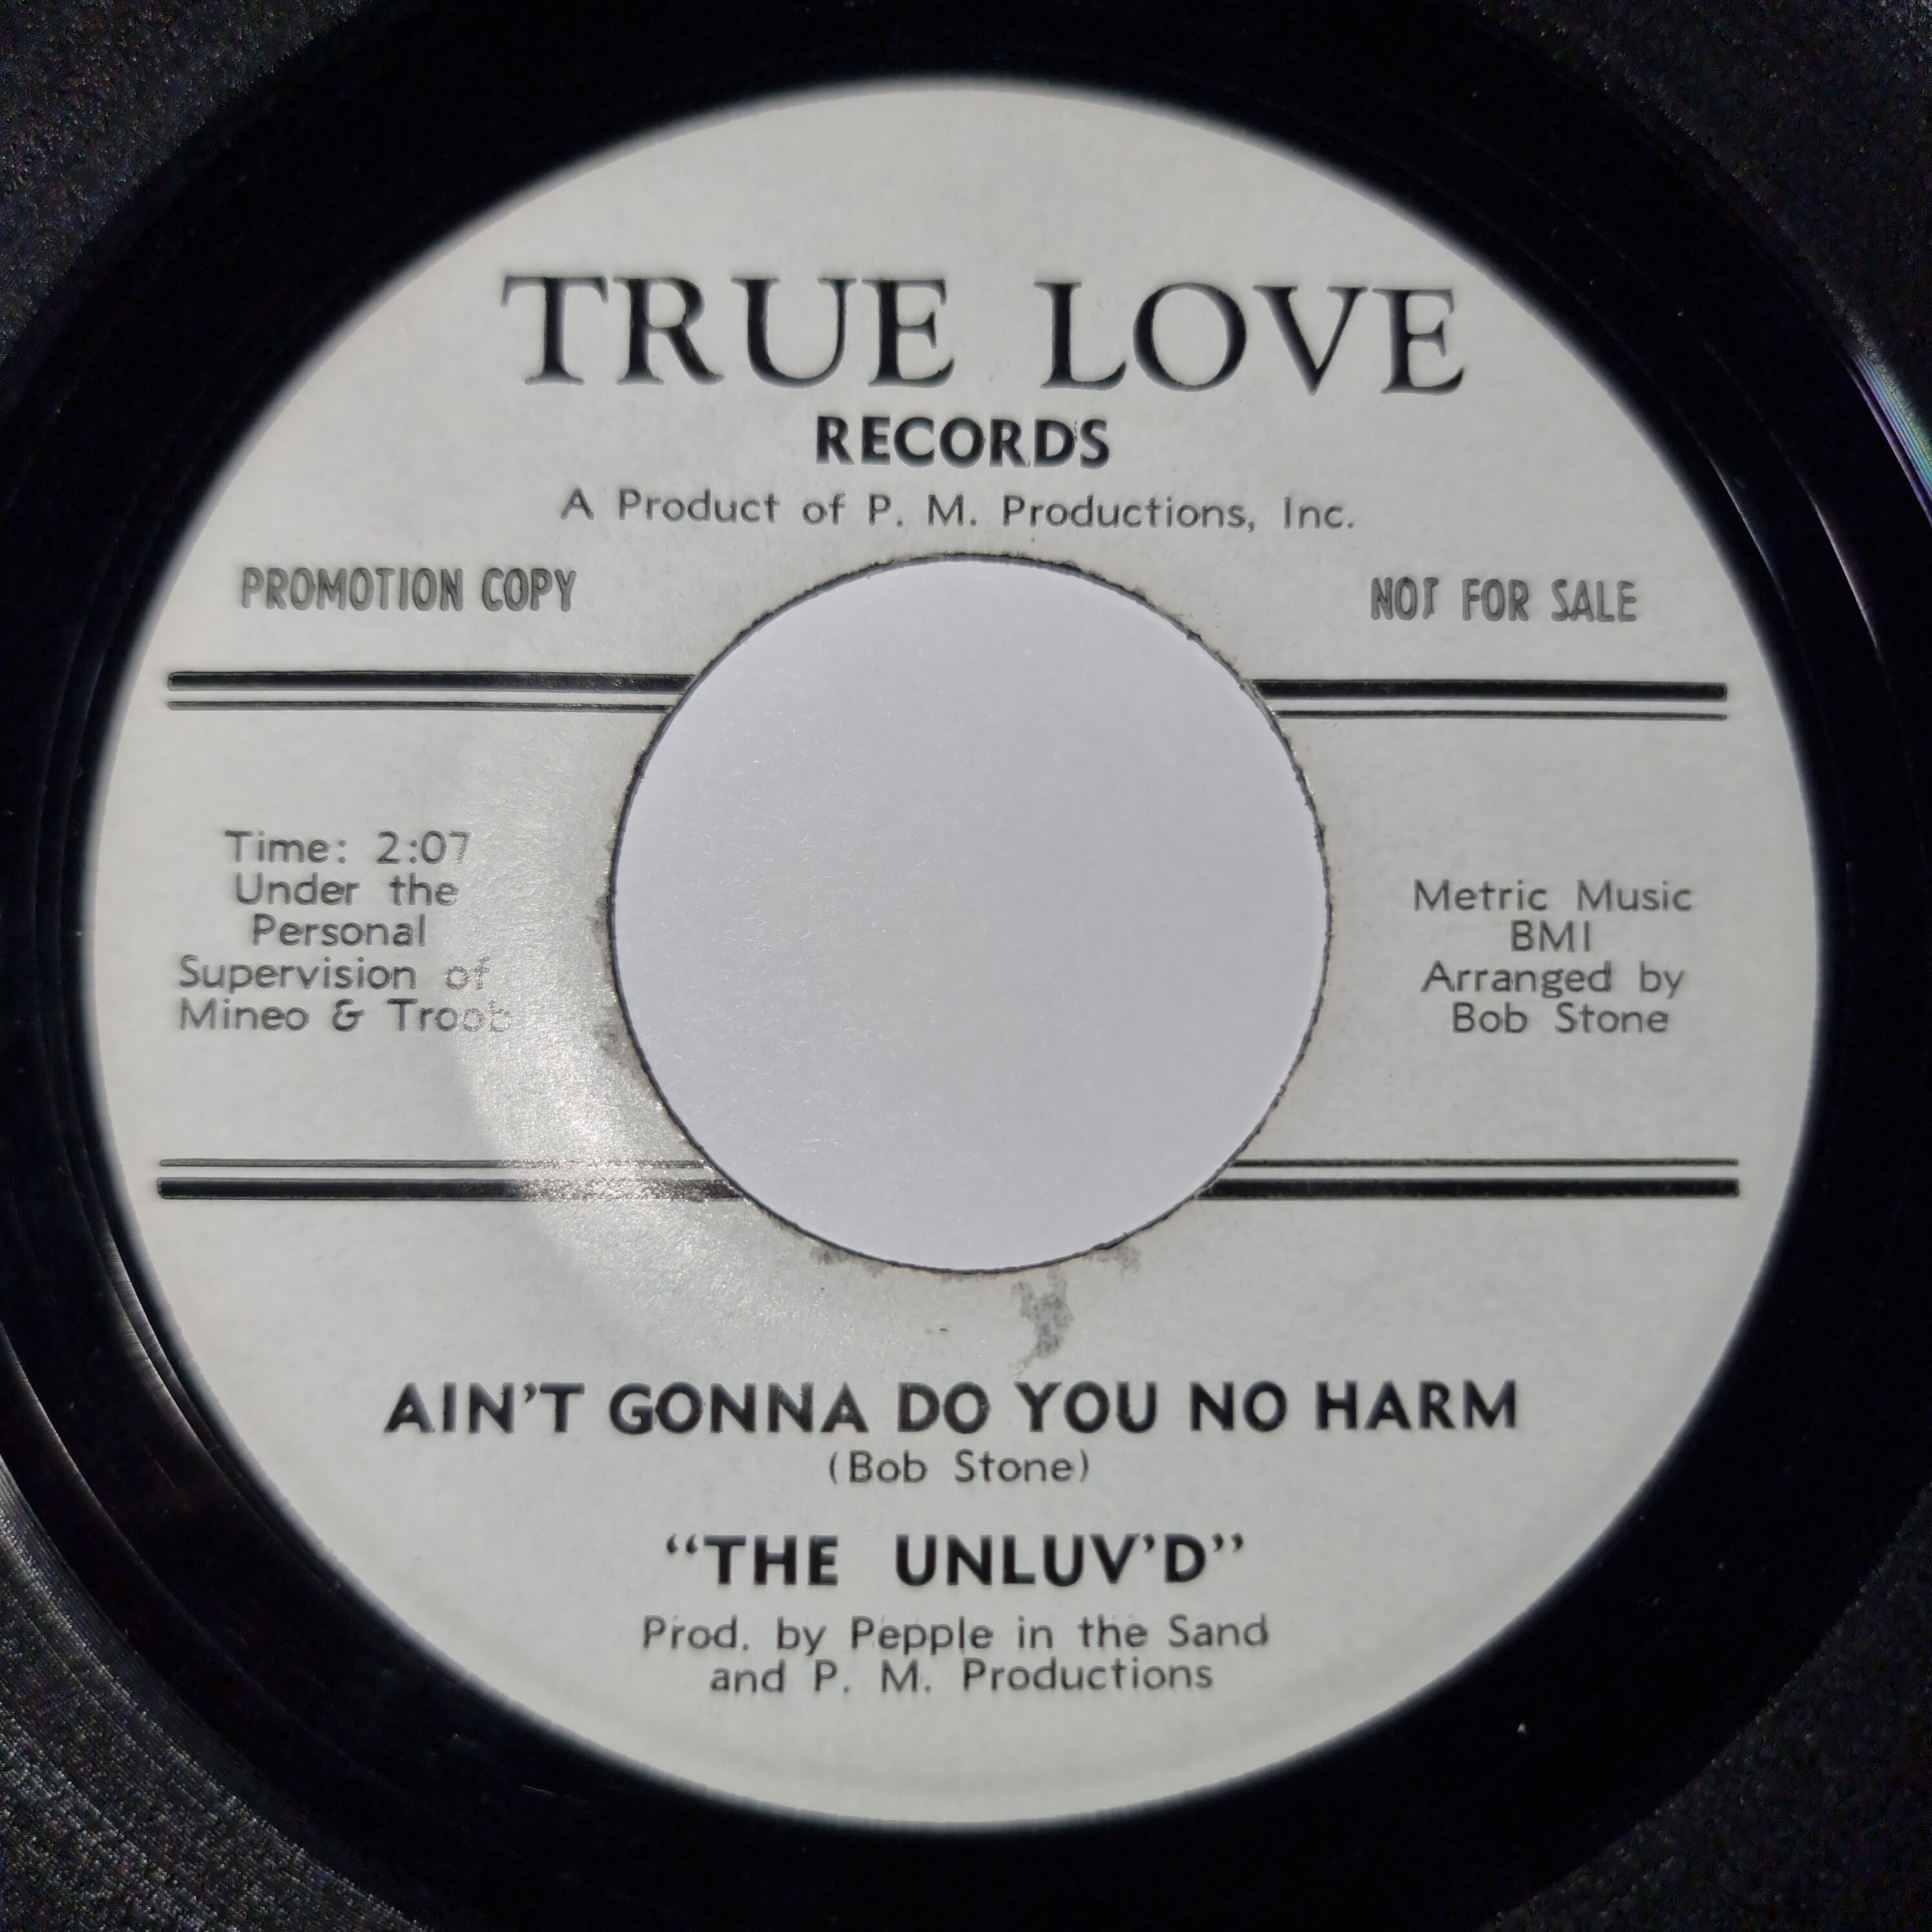 TRUE LOVE
RECORDS
A Product of P. M. Productions, Inc.
PROMOTION COPY
NOT FOR SALE
Time: 2:07
Under the
Personal
Supervision of
Mineo & Troob
Metric Music
BMI
Arranged by
Bob Stone
AIN'T GONNA DO YOU NO HARM
(Bob Stone)
“THE UNLUV'D”
Prod. by Pepple in the Sand
and P. M. Productions